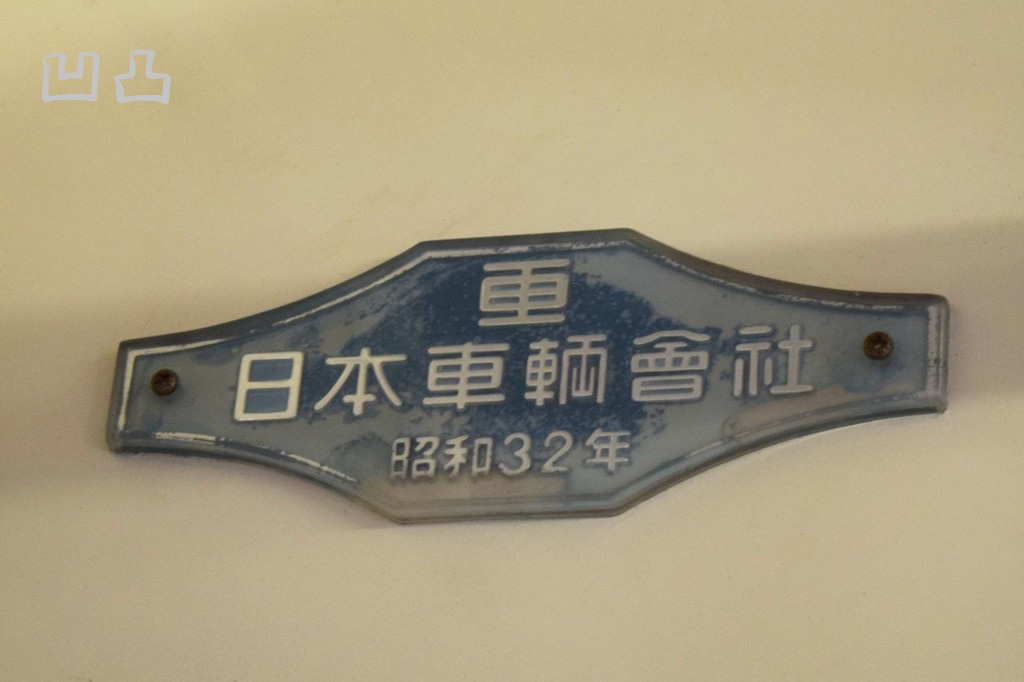 凹凸
車
日本車輌會社
昭和32年